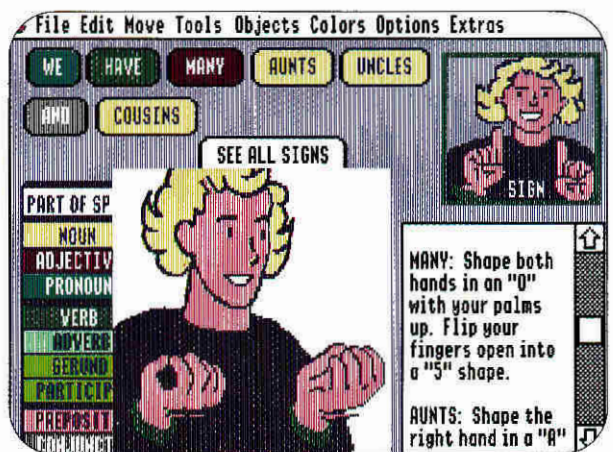 File Edit Move Tools Objects Colors Options Extras
WE HAVE MANY AUNTS UNCLES
AND COUSINS
SEE ALL SIGNS
SIGN
PART OF SP
NOUN
ADJECTIV
PRONOUN
VERB
ADVERB
GERUND
PARTICIP
PREPOSIT
MANY: Shape both
hands in an "O"
with your palms
up. Flip your
fingers open into
a "5" shape.
AUNTS: Shape the
right hand in a "A"